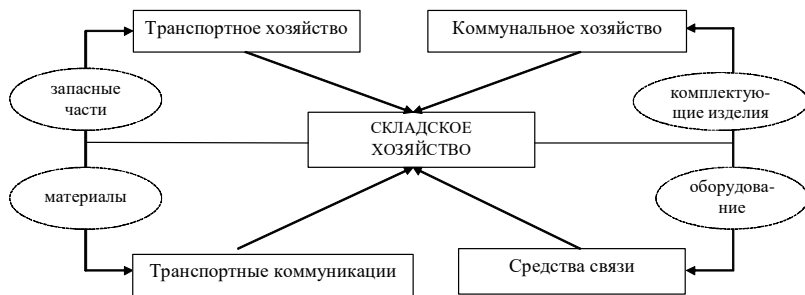 Транспортное хозяйство
Коммунальное хозяйство
запасные
части
комплектую-
щие изделия
СКЛАДСКОЕ
ХОЗЯЙСТВО
материалы
оборудова-
ние
Транспортные коммуникации
Средства связи